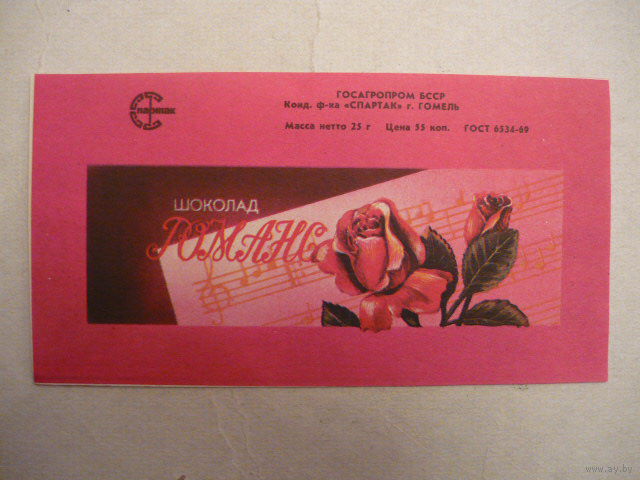 Спартак
ГОСАГРОПРОМ БССР
Конд. ф-ка «СПАРТАК» г. ГОМЕЛЬ
Масса нетто 25 г Цена 55 коп. ГОСТ 6534-69
ШОКОЛАД
РОМАНС
www.ay.by